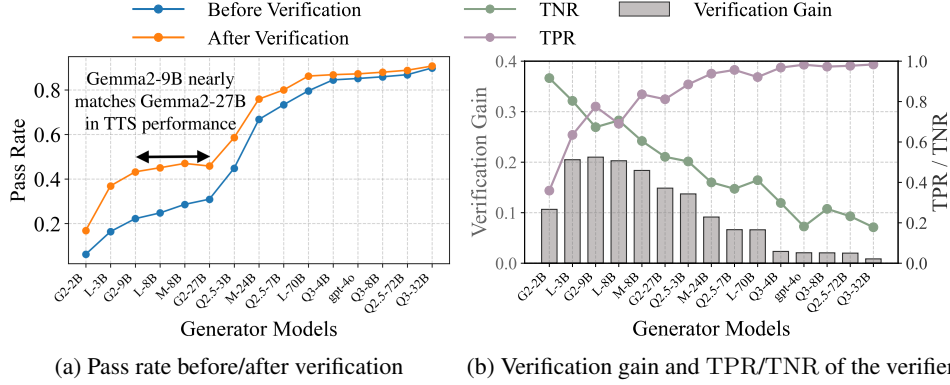 Before Verification
After Verification
Gemma2-9B nearly
matches Gemma2-27B
in TTS performance
Pass Rate
0.8
0.6
0.4
0.2
G2-2B
L-3B
G2-9B
L-8B
M-8B
G2-27B
Q2.5-3B
M-24B
Q2.5-7B
L-70B
Q3-4B
gpt-4o
Q3-8B
Q2.5-72B
Q3-32B
Generator Models
(a) Pass rate before/after verification
TNR
TPR
Verification Gain
Verification Gain
0.4
0.3
0.2
0.1
0.0
1.0
0.8
0.6
0.4
0.2
0.0
TPR / TNR
G2-2B
L-3B
G2-9B
L-8B
M-8B
G2-27B
Q2.5-3B
M-24B
Q2.5-7B
L-70B
Q3-4B
gpt-4o
Q3-8B
Q2.5-72B
Q3-32B
Generator Models
(b) Verification gain and TPR/TNR of the